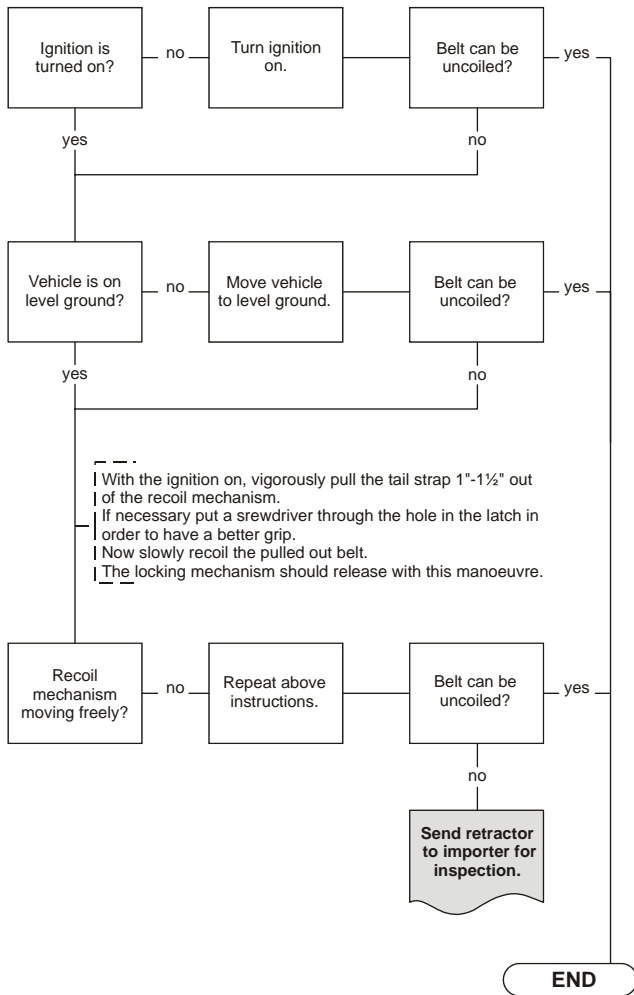 Ignition is
turned on?
no
Turn ignition
on.
Belt can be
uncoiled?
yes
yes
no
Vehicle is on
level ground?
no
Move vehicle
to level ground.
Belt can be
uncoiled?
yes
yes
no
With the ignition on, vigorously pull the tail strap 1"-1½" out
of the recoil mechanism.
If necessary put a srewdriver through the hole in the latch in
order to have a better grip.
Now slowly recoil the pulled out belt.
The locking mechanism should release with this manoeuvre.
Recoil
mechanism
moving freely?
no
Repeat above
instructions.
Belt can be
uncoiled?
yes
no
Send retractor
to importer for
inspection.
END